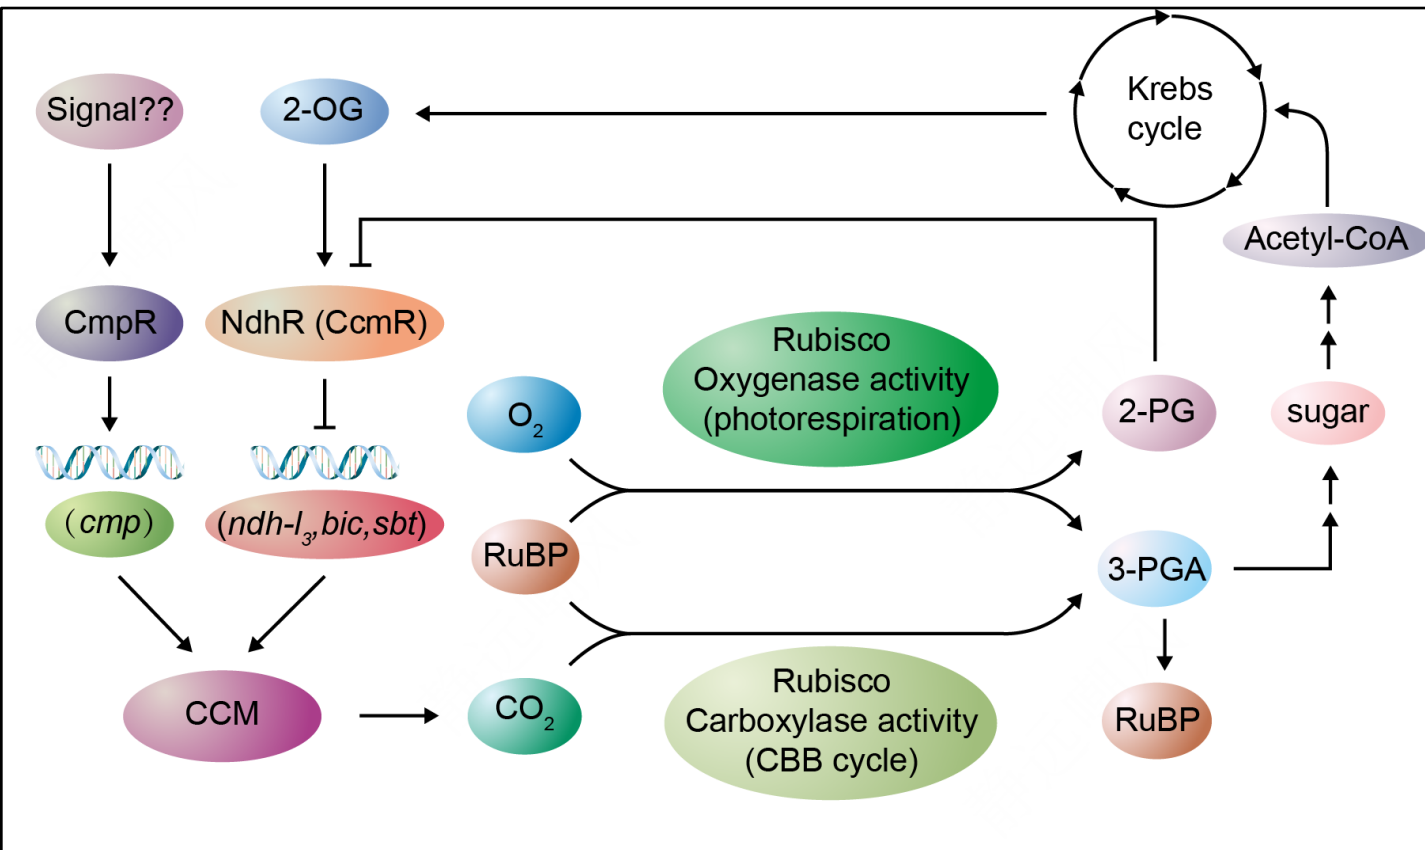 Signal??
2-OG
Krebs
cycle
Acetyl-CoA
CmpR
NdhR (CcmR)
Rubisco
Oxygenase activity
(photorespiration)
O2
2-PG
sugar
(cmp)
(ndh-I3,bic,sbt)
RuBP
3-PGA
CCM
CO2
Rubisco
Carboxylase activity
(CBB cycle)
RuBP